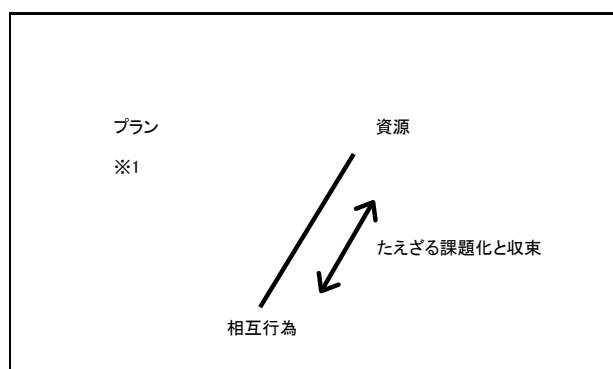 プラン
資源
※1
たえざる課題化と収束
相互行為